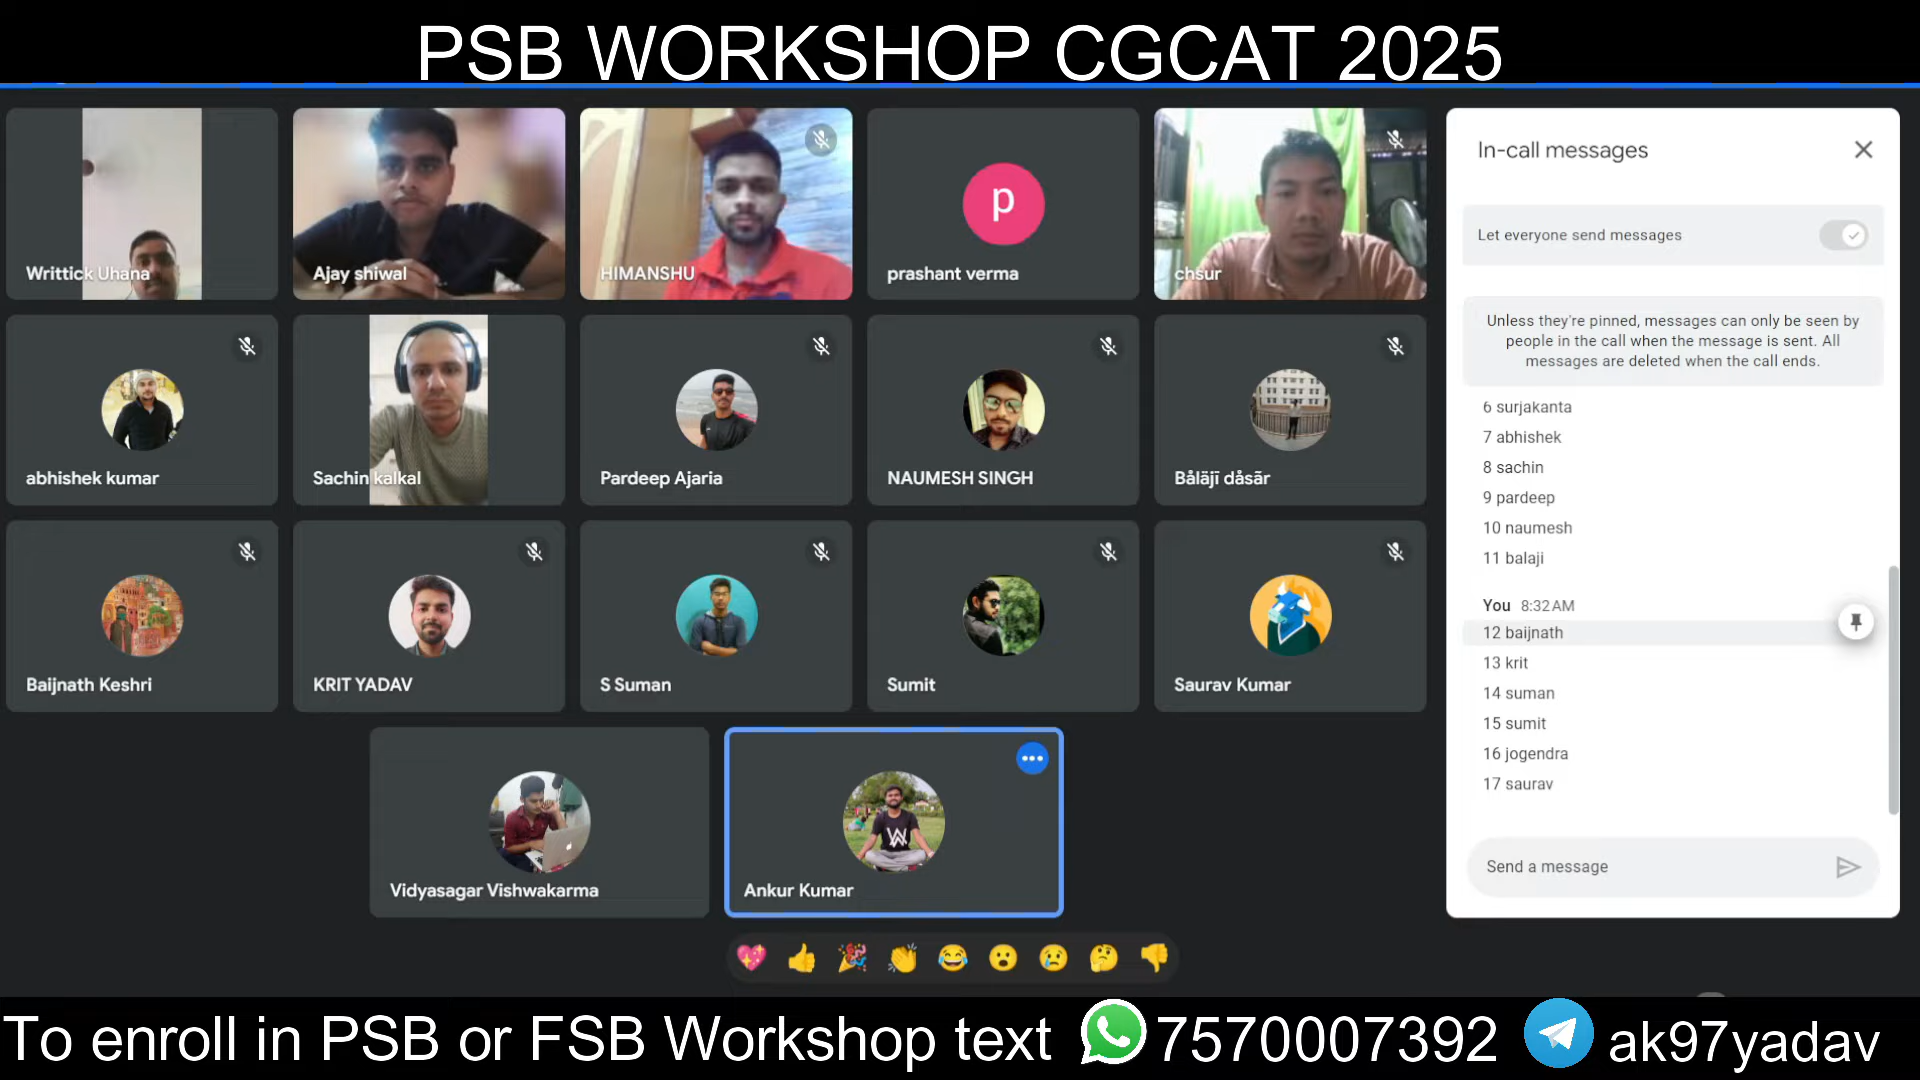 PSB WORKSHOP CGCAT 2025
Writtick Uhana
Ajay shiwal
HIMANSHU
p
prashant verma
chsur
abhishek kumar
Sachin kalkal
Pardeep Ajaria
NAUMESH SINGH
Bålājī dåsār
Baijnath Keshri
KRIT YADAV
S Suman
Sumit
Saurav Kumar
Vidyasagar Vishwakarma
W
Ankur Kumar
In-call messages
Let everyone send messages
Unless they're pinned, messages can only be seen by
people in the call when the message is sent. All
messages are deleted when the call ends.
6 surjakanta
7 abhishek
8 sachin
9 pardeep
10 naumesh
11 balaji
You 8:32 AM
12 baijnath
13 krit
14 suman
15 sumit
16 jogendra
17 saurav
Send a message
To enroll in PSB or FSB Workshop text 7570007392 ak97yadav